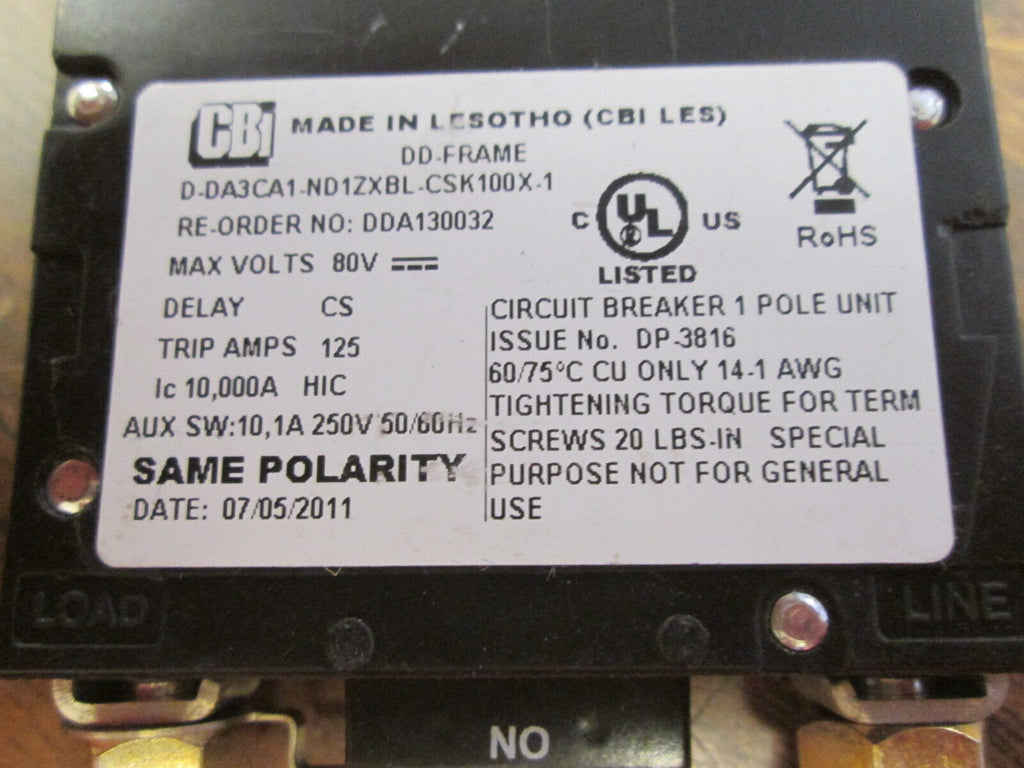 CBi MADE IN LESOTHO (CBI LES)
DD-FRAME
D-DA3CA1-ND1ZXBL-CSK100X-1
RE-ORDER NO: DDA130032
MAX VOLTS 80V
C UL US
LISTED
RoHS
DELAY CS
TRIP AMPS 125
Ic 10,000A HIC
AUX SW:10,1A 250V 50/60Hz
SAME POLARITY
DATE: 07/05/2011
CIRCUIT BREAKER 1 POLE UNIT
ISSUE No. DP-3816
60/75°C CU ONLY 14-1 AWG
TIGHTENING TORQUE FOR TERM
SCREWS 20 LBS-IN SPECIAL
PURPOSE NOT FOR GENERAL
USE
LOAD
LINE
NO